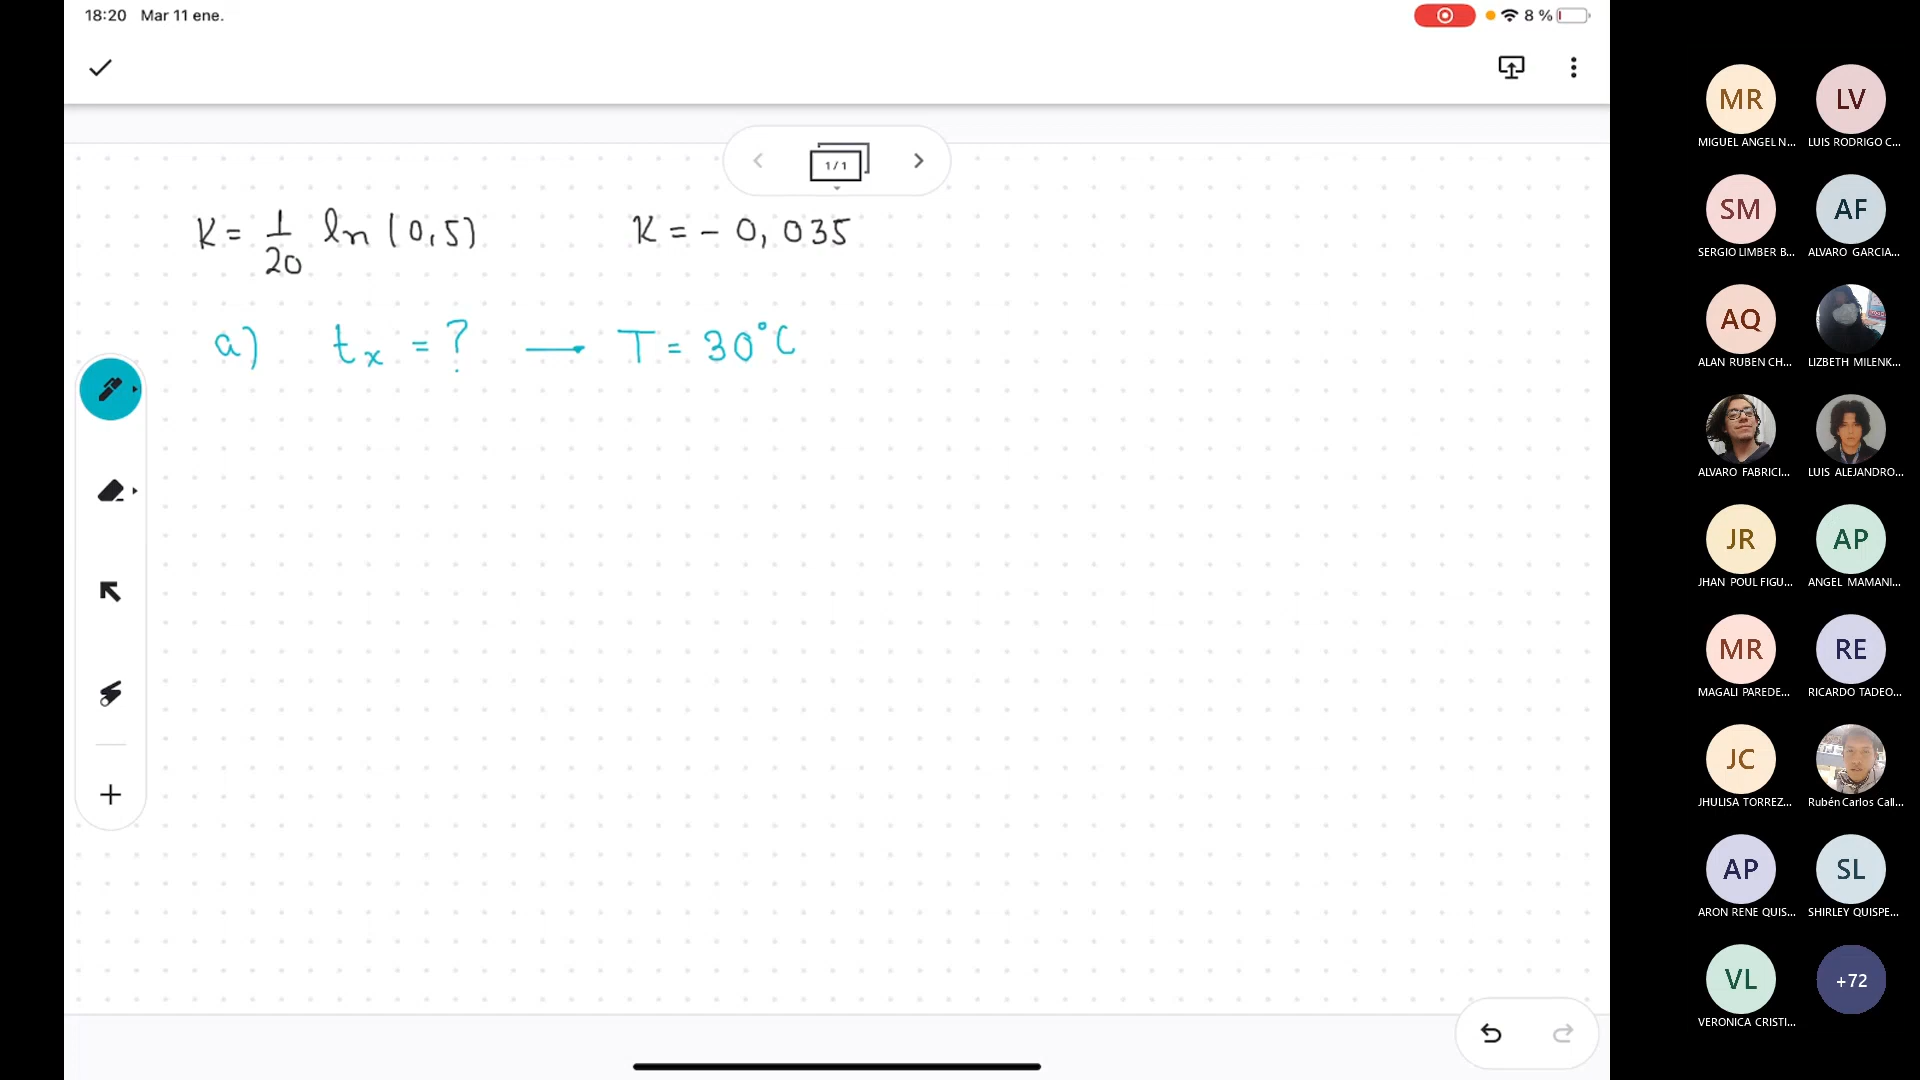 18:20 Mar 11 ene.
8 %
1 / 1
K = 1/20 ln (0,5) K = - 0,035
a) tx = ? → T = 30°C
MR LV
MIGUEL ANGEL N... LUIS RODRIGO C...
SM AF
SERGIO LIMBER B... ALVARO GARCIA...
AQ
ALAN RUBEN CH... LIZBETH MILENK...
ALVARO FABRICI... LUIS ALEJANDRO...
JR AP
JHAN POUL FIGU... ANGEL MAMANI...
MR RE
MAGALI PAREDE... RICARDO TADEO...
JC
JHULISA TORREZ... Rubén Carlos Call...
AP SL
ARON RENE QUIS... SHIRLEY QUISPE...
VL +72
VERONICA CRISTI...